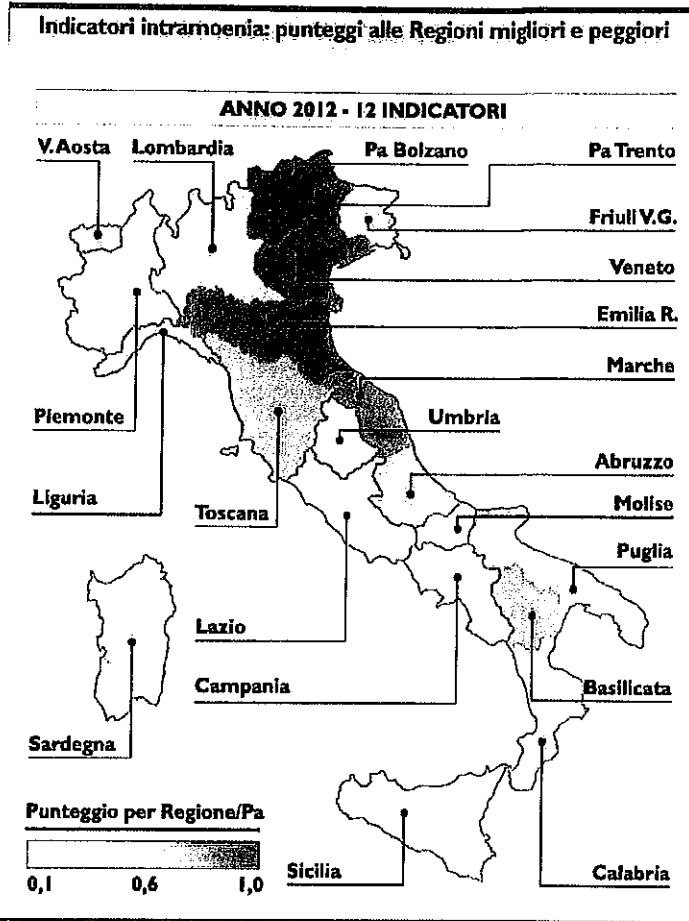 Indicatori intramoenia: punteggi alle Regioni migliori e peggiori
ANNO 2012 - 12 INDICATORI
V.Aosta
Lombardia
Pa Bolzano
Pa Trento
Friuli V.G.
Veneto
Emilia R.
Marche
Piemonte
Umbria
Abruzzo
Liguria
Toscana
Molise
Puglia
Lazio
Campania
Basilicata
Sardegna
Punteggio per Regione/Pa
0,1 0,6 1,0
Sicilia
Calabria